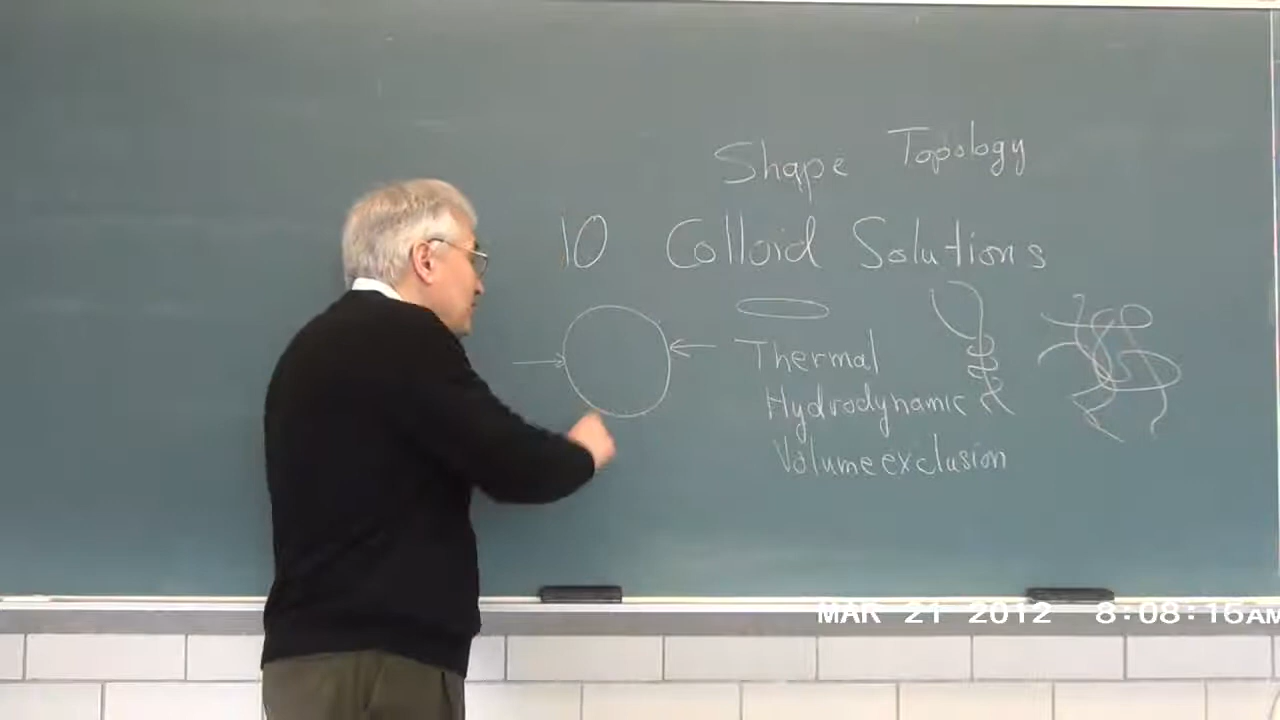 Shape Topology
10 Colloid Solutions
Thermal
Hydrodynamic
Volume exclusion
MAR 21 2012 8:08:16AM